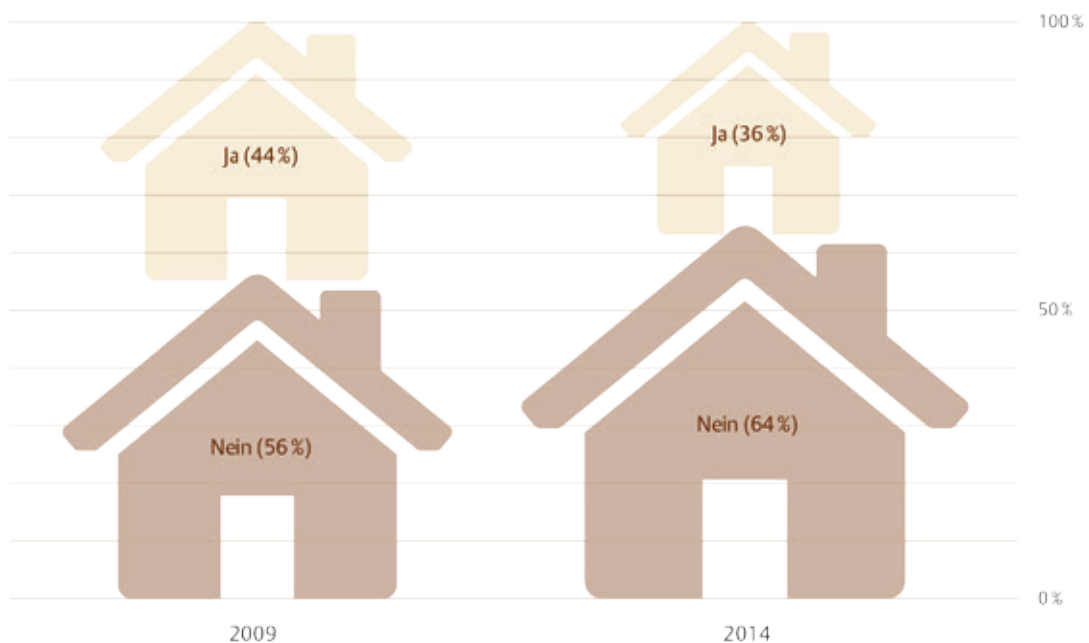 100 %
Ja (36 %)
Ja (44 %)
50 %
Nein (64 %)
Nein (56 %)
0 %
2009
2014